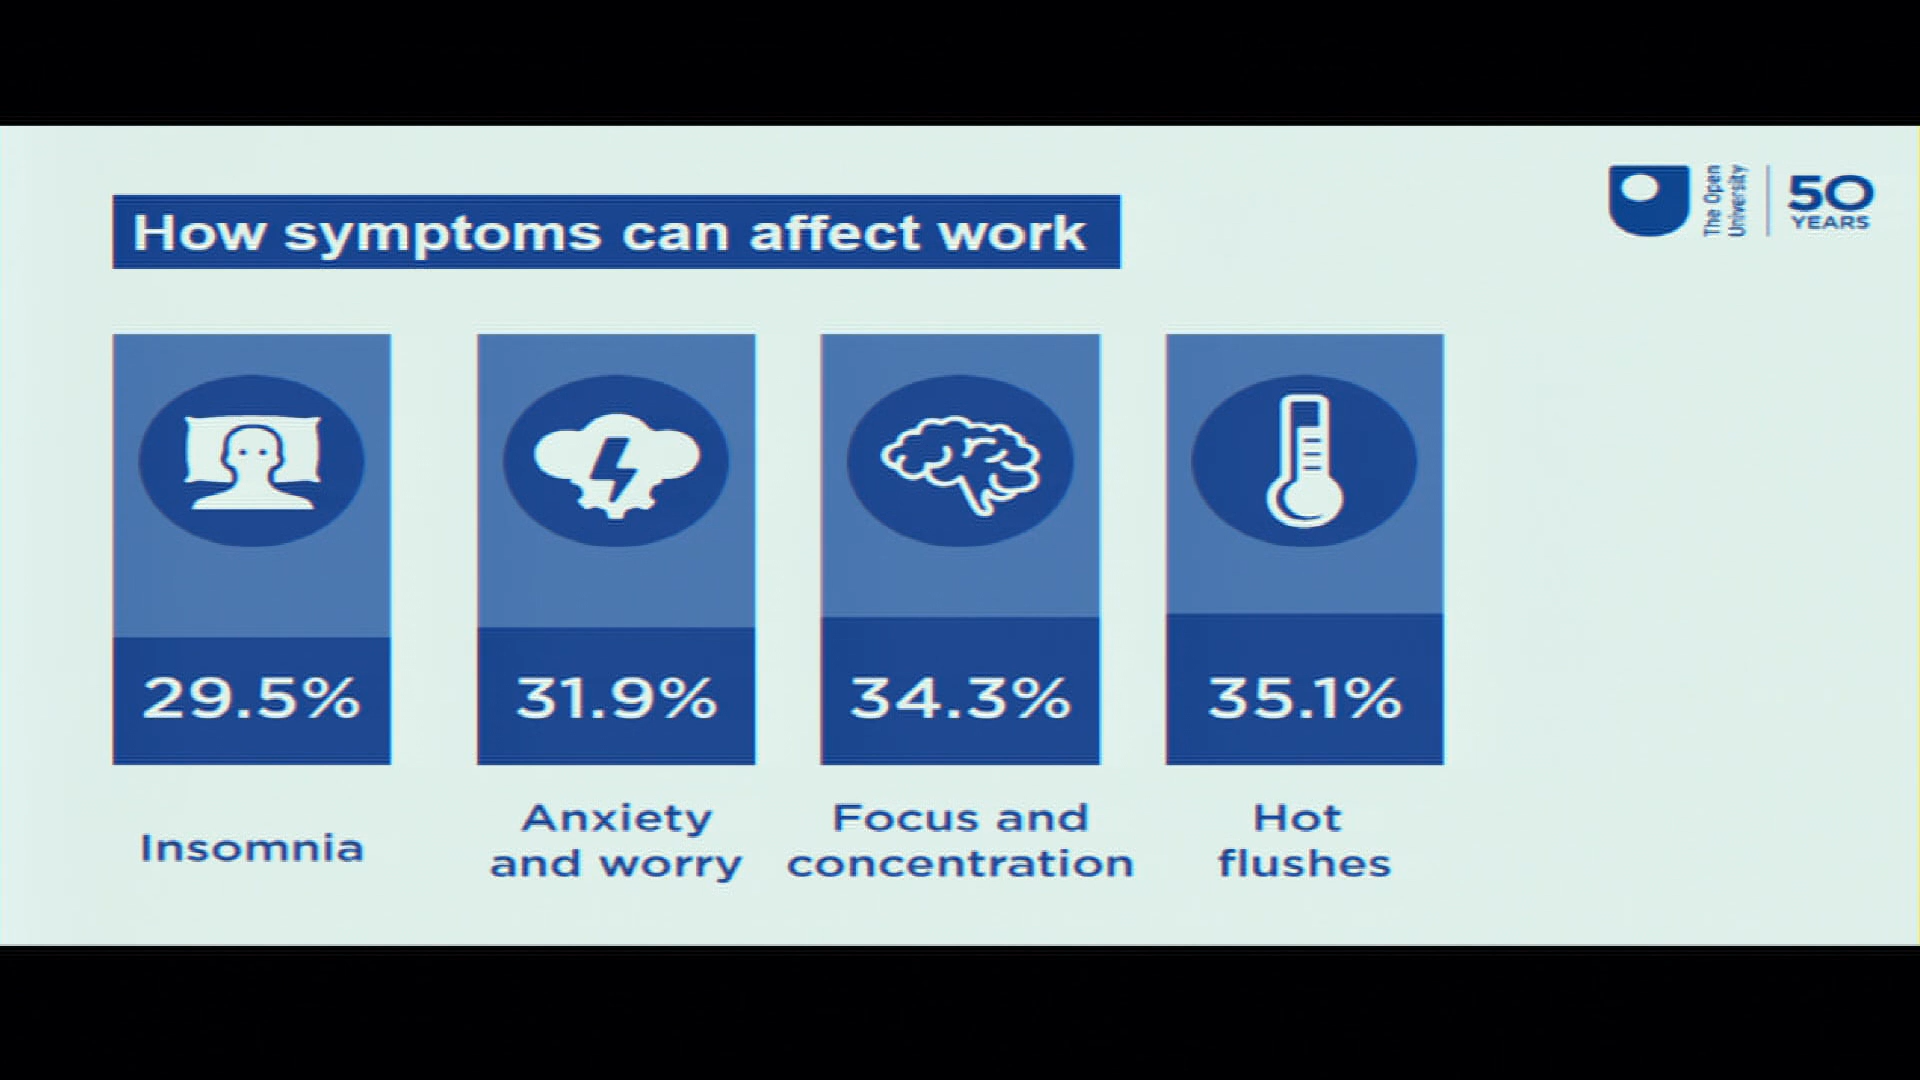 How symptoms can affect work
The Open
University
50
YEARS
29.5%
31.9%
34.3%
35.1%
Insomnia
Anxiety
and worry
Focus and
concentration
Hot
flushes